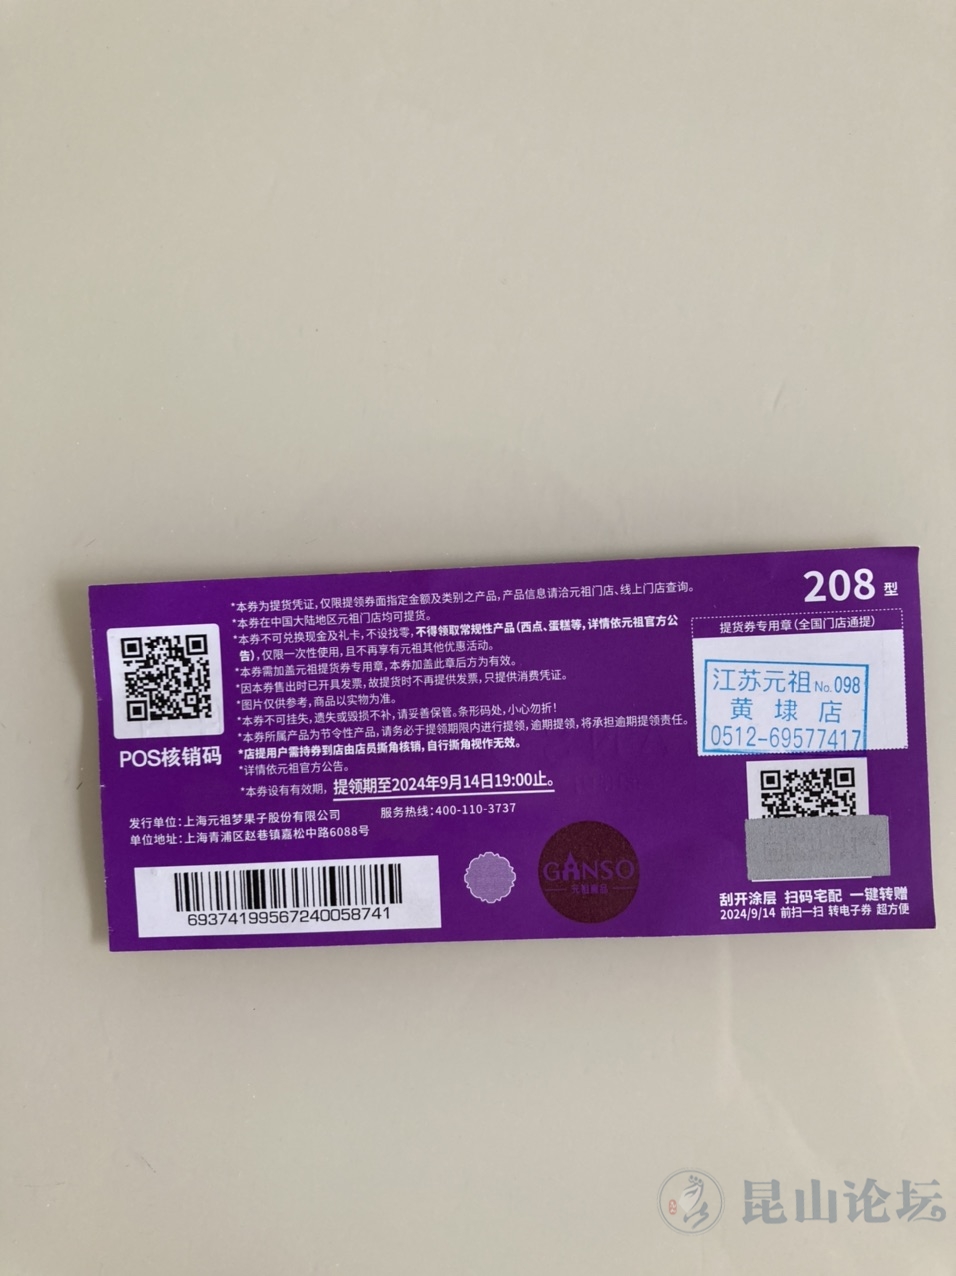 208 型
*本券为提货凭证,仅限提领券面指定金额及类别之产品,产品信息请洽元祖门店、线上门店查询。
*本券在中国大陆地区元祖门店均可提货。
*本券不可兑换现金及礼卡,不设找零,不得领取常规性产品(西点、蛋糕等,详情依元祖官方公
告),仅限一次性使用,且不再享有元祖其他优惠活动。
*本券需加盖元祖提货券专用章,本券加盖此章后方为有效。
*因本券售出时已开具发票,故提货时不再提供发票,只提供消费凭证。
*图片仅供参考,商品以实物为准。
*本券不可挂失,遗失或毁损不补,请妥善保管。条形码处,小心勿折!
*本券所属产品为节令性产品,请务必于提领期限内进行提领,逾期提领,将承担逾期提领责任。
*店提用户需持券到店由店员撕角核销,自行撕角视作无效。
*详情依元祖官方公告。
*本券设有有效期,提领期至2024年9月14日19:00止。
POS核销码
发行单位:上海元祖梦果子股份有限公司 服务热线:400-110-3737
单位地址:上海青浦区赵巷镇嘉松中路6088号
69374199567240058741
GANSO
元祖食品
提货券专用章(全国门店通提)
江苏元祖 No.098
黄埭店
0512-69577417
刮开涂层 扫码宅配 一键转赠
2024/9/14 前扫一扫 转电子券 超方便
昆山论坛